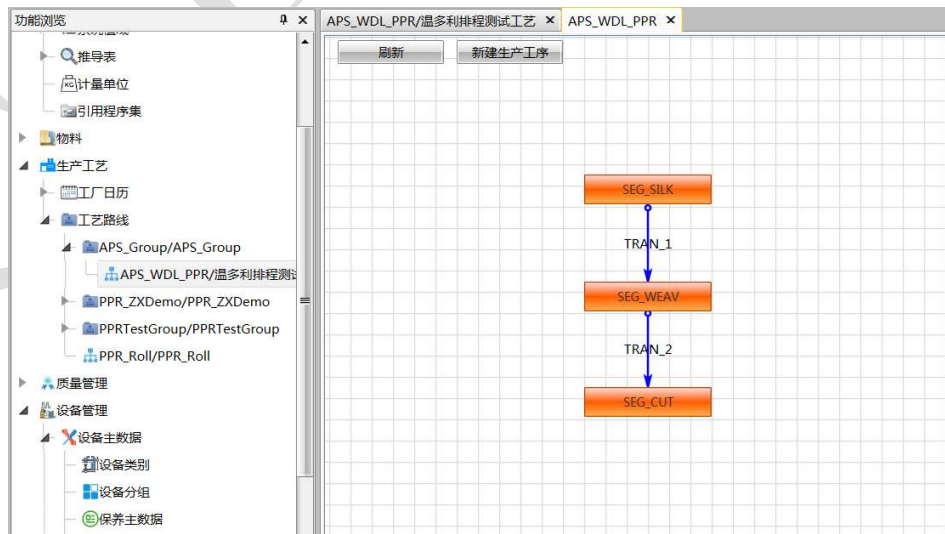 功能浏览
推导表
计量单位
引用程序集
物料
生产工艺
工厂日历
工艺路线
APS_Group/APS_Group
APS_WDL_PPR/温多利排程测
PPR_ZXDemo/PPR_ZXDemo
PPRTestGroup/PPRTestGroup
PPR_Roll/PPR_Roll
质量管理
设备管理
设备主数据
设备类别
设备分组
保养主数据
APS_WDL_PPR/温多利排程测试工艺
APS_WDL_PPR
刷新
新建生产工序
SEG_SILK
TRAN_1
SEG_WEAV
TRAN_2
SEG_CUT